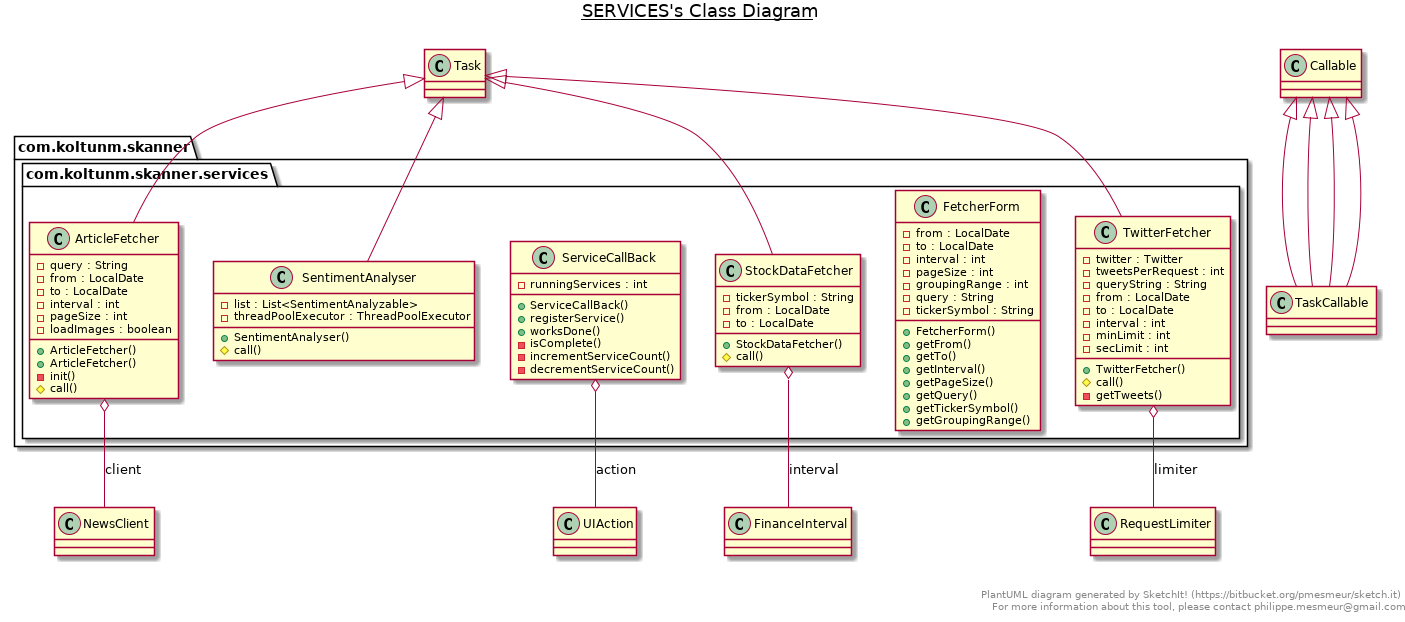 SERVICES's Class Diagram
C Task
C Callable
com.koltunm.skanner
com.koltunm.skanner.services
C ArticleFetcher
query : String
from : LocalDate
to : LocalDate
interval : int
pageSize : int
loadImages : boolean
ArticleFetcher()
ArticleFetcher()
init()
call()
C SentimentAnalyser
list : List<SentimentAnalyzable>
threadPoolExecutor : ThreadPoolExecutor
SentimentAnalyser()
call()
C ServiceCallBack
runningServices : int
ServiceCallBack()
registerService()
worksDone()
isComplete()
incrementServiceCount()
decrementServiceCount()
C StockDataFetcher
tickerSymbol : String
from : LocalDate
to : LocalDate
StockDataFetcher()
call()
C FetcherForm
from : LocalDate
to : LocalDate
interval : int
pageSize : int
groupingRange : int
query : String
tickerSymbol : String
FetcherForm()
getFrom()
getTo()
getInterval()
getPageSize()
getQuery()
getTickerSymbol()
getGroupingRange()
C TwitterFetcher
twitter : Twitter
tweetsPerRequest : int
queryString : String
from : LocalDate
to : LocalDate
interval : int
minLimit : int
secLimit : int
TwitterFetcher()
call()
getTweets()
C TaskCallable
client
action
interval
limiter
C NewsClient
C UIAction
C FinanceInterval
C RequestLimiter
PlantUML diagram generated by SketchIt! (https://bitbucket.org/pmesmeur/sketch.it)
For more information about this tool, please contact philippe.mesmeur@gmail.com